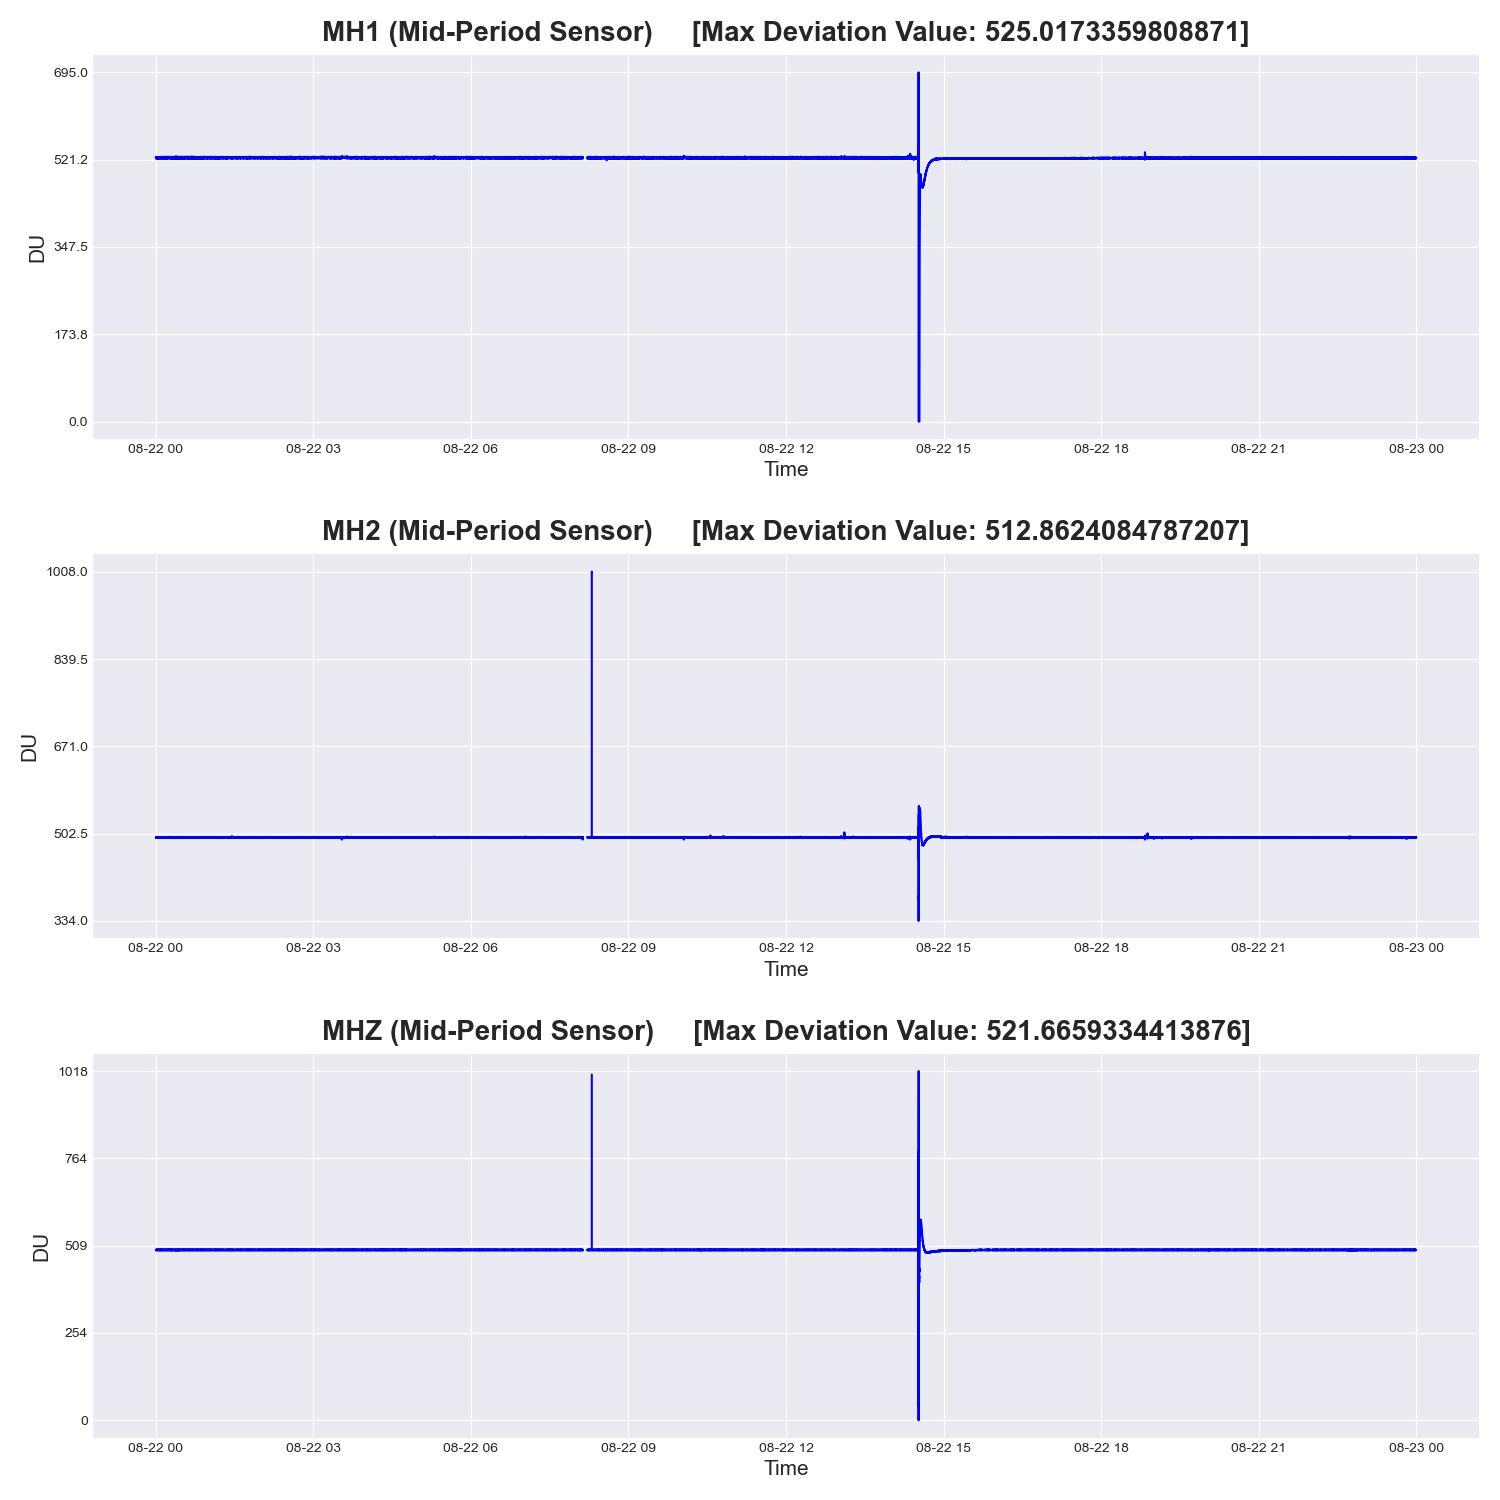 MH1 (Mid-Period Sensor) [Max Deviation Value: 525.0173359808871]
695.0
521.2
347.5
173.8
0.0
DU
08-22 00 08-22 03 08-22 06 08-22 09 08-22 12 08-22 15 08-22 18 08-22 21 08-23 00
Time
MH2 (Mid-Period Sensor) [Max Deviation Value: 512.8624084787207]
1008.0
839.5
671.0
502.5
334.0
DU
08-22 00 08-22 03 08-22 06 08-22 09 08-22 12 08-22 15 08-22 18 08-22 21 08-23 00
Time
MHZ (Mid-Period Sensor) [Max Deviation Value: 521.6659334413876]
1018
764
509
254
0
DU
08-22 00 08-22 03 08-22 06 08-22 09 08-22 12 08-22 15 08-22 18 08-22 21 08-23 00
Time